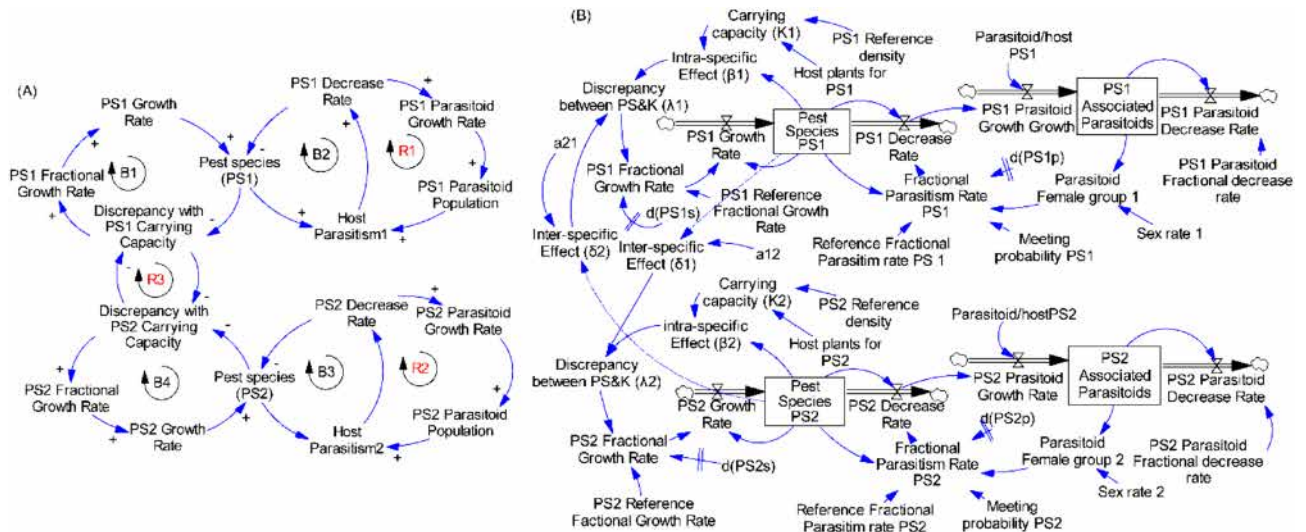 (A)
PS1 Growth
Rate
PS1 Decrease
Rate
PS1 Parasitoid
Growth Rate
B1
B2
R1
Pest species
(PS1)
PS1 Fractional
Growth Rate
PS1 Parasitoid
Population
Host
Parasitism1
Discrepancy with
PS1 Carrying
Capacity
R3
Discrepancy with
PS2 Carrying
Capacity
PS2 Decrease
Rate
PS2 Parasitoid
Growth Rate
B4
B3
R2
Pest species
(PS2)
PS2 Fractional
Growth Rate
PS2 Growth
Rate
PS2 Parasitoid
Population
Host
Parasitism2
(B)
Carrying
capacity (K1)
PS1 Reference
density
Intra-specific
Effect (β1)
Host plants for
PS1
Discrepancy
between PS&K (λ1)
Parasitoid/host
PS1
PS1 Growth
Rate
Pest
Species
PS1
PS1 Decrease
Rate
PS1 Prasitoid
Growth Growth
PS1
Associated
Parasitoids
PS1 Parasitoid
Decrease Rate
a21
PS1 Fractional
Growth Rate
PS1 Reference
Fractional Growth
Rate
d(PS1s)
Fractional
Parasitism Rate
PS1
d(PS1p)
Parasitoid
Female group 1
PS1 Parasitoid
Fractional decrease
rate
Inter-specific
Effect (δ2)
Inter-specific
Effect (δ1)
a12
Reference Fractional
Parasitim rate PS 1
Meeting
probability PS1
Sex rate 1
Carrying
capacity (K2)
PS2 Reference
density
intra-specific
Effect (β2)
Host plants for
PS2
Discrepancy
between PS&K (λ2)
Parasitoid/hostPS2
PS2 Growth
Rate
Pest
Species
PS2
PS2 Decrease
Rate
PS2 Prasitoid
Growth Rate
PS2
Associated
Parasitoids
PS2 Parasitoid
Decrease Rate
PS2 Fractional
Growth Rate
d(PS2s)
Fractional
Parasitism Rate
PS2
d(PS2p)
Parasitoid
Female group 2
PS2 Parasitoid
Fractional decrease
rate
PS2 Reference
Factional Growth Rate
Reference Fractional
Parasitim rate PS2
Meeting
probability PS2
Sex rate 2